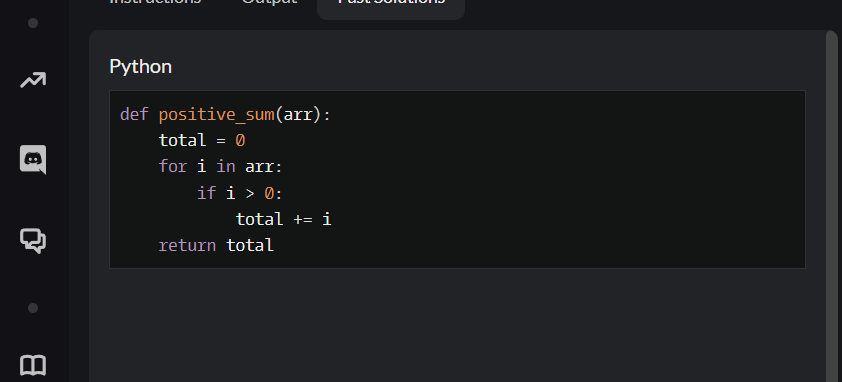 Instructions Output Past Solutions
Python
def positive_sum(arr):
    total = 0
    for i in arr:
        if i > 0:
            total += i
    return total